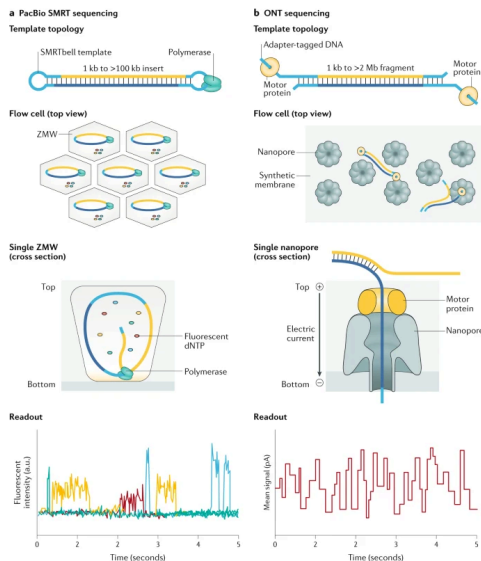 a PacBio SMRT sequencing
Template topology
SMRTbell template
Polymerase
1 kb to >100 kb insert
Flow cell (top view)
ZMW
Single ZMW
(cross section)
Top
Fluorescent
dNTP
Polymerase
Bottom
Readout
Fluorescent
intensity (a.u.)
0 2 2 3 4 5
Time (seconds)
b ONT sequencing
Template topology
Adapter-tagged DNA
1 kb to >2 Mb fragment
Motor
protein
Motor
protein
Flow cell (top view)
Nanopore
Synthetic
membrane
Single nanopore
(cross section)
Top +
Motor
protein
Electric
current
Nanopore
Bottom −
Readout
Mean signal (pA)
0 2 2 3 4 5
Time (seconds)